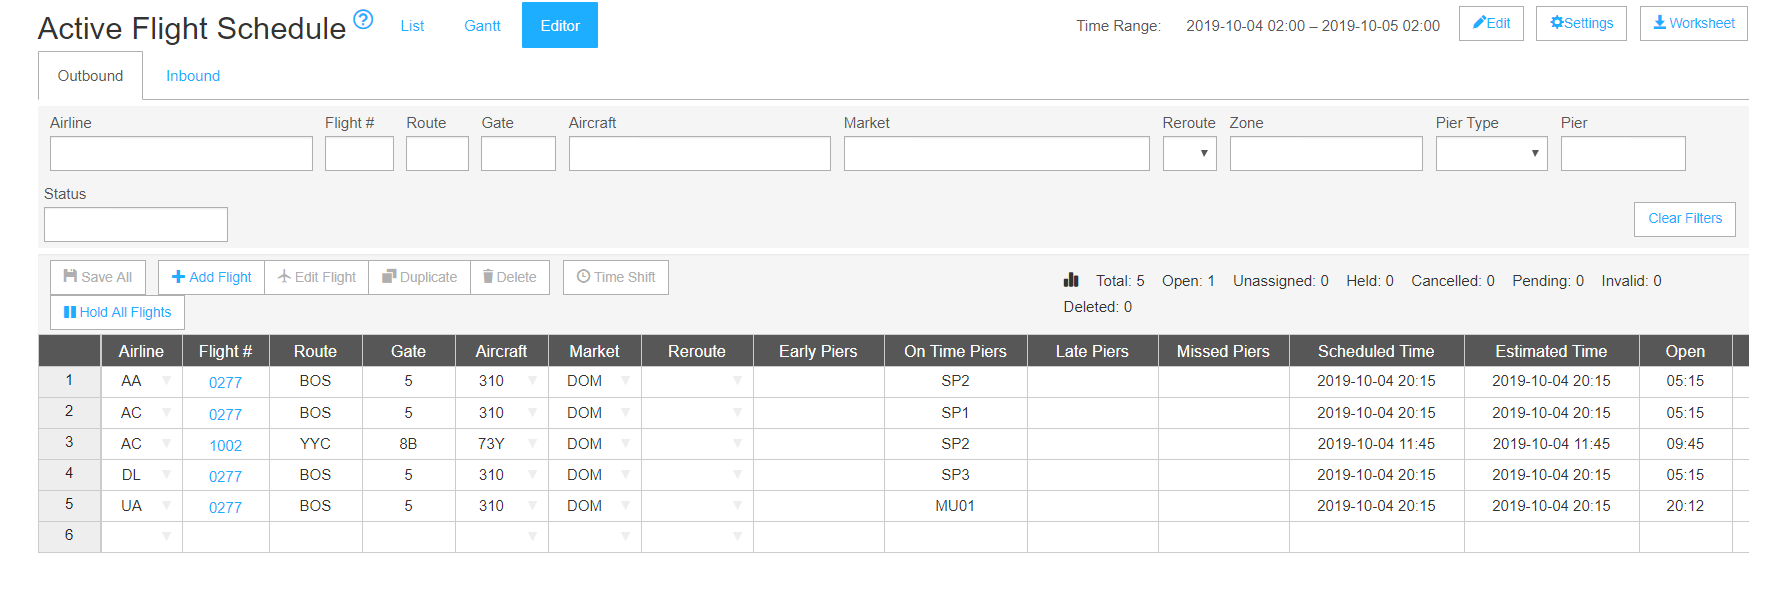 Active Flight Schedule ? List Gantt Editor Time Range: 2019-10-04 02:00 – 2019-10-05 02:00 Edit Settings Worksheet
Outbound Inbound
Airline Flight # Route Gate Aircraft Market Reroute Zone Pier Type Pier
Status
Clear Filters
Save All Add Flight Edit Flight Duplicate Delete Time Shift Total: 5 Open: 1 Unassigned: 0 Held: 0 Cancelled: 0 Pending: 0 Invalid: 0
Hold All Flights Deleted: 0
Airline Flight # Route Gate Aircraft Market Reroute Early Piers On Time Piers Late Piers Missed Piers Scheduled Time Estimated Time Open
1 AA 0277 BOS 5 310 DOM SP2 2019-10-04 20:15 2019-10-04 20:15 05:15
2 AC 0277 BOS 5 310 DOM SP1 2019-10-04 20:15 2019-10-04 20:15 05:15
3 AC 1002 YYC 8B 73Y DOM SP2 2019-10-04 11:45 2019-10-04 11:45 09:45
4 DL 0277 BOS 5 310 DOM SP3 2019-10-04 20:15 2019-10-04 20:15 05:15
5 UA 0277 BOS 5 310 DOM MU01 2019-10-04 20:15 2019-10-04 20:15 20:12
6